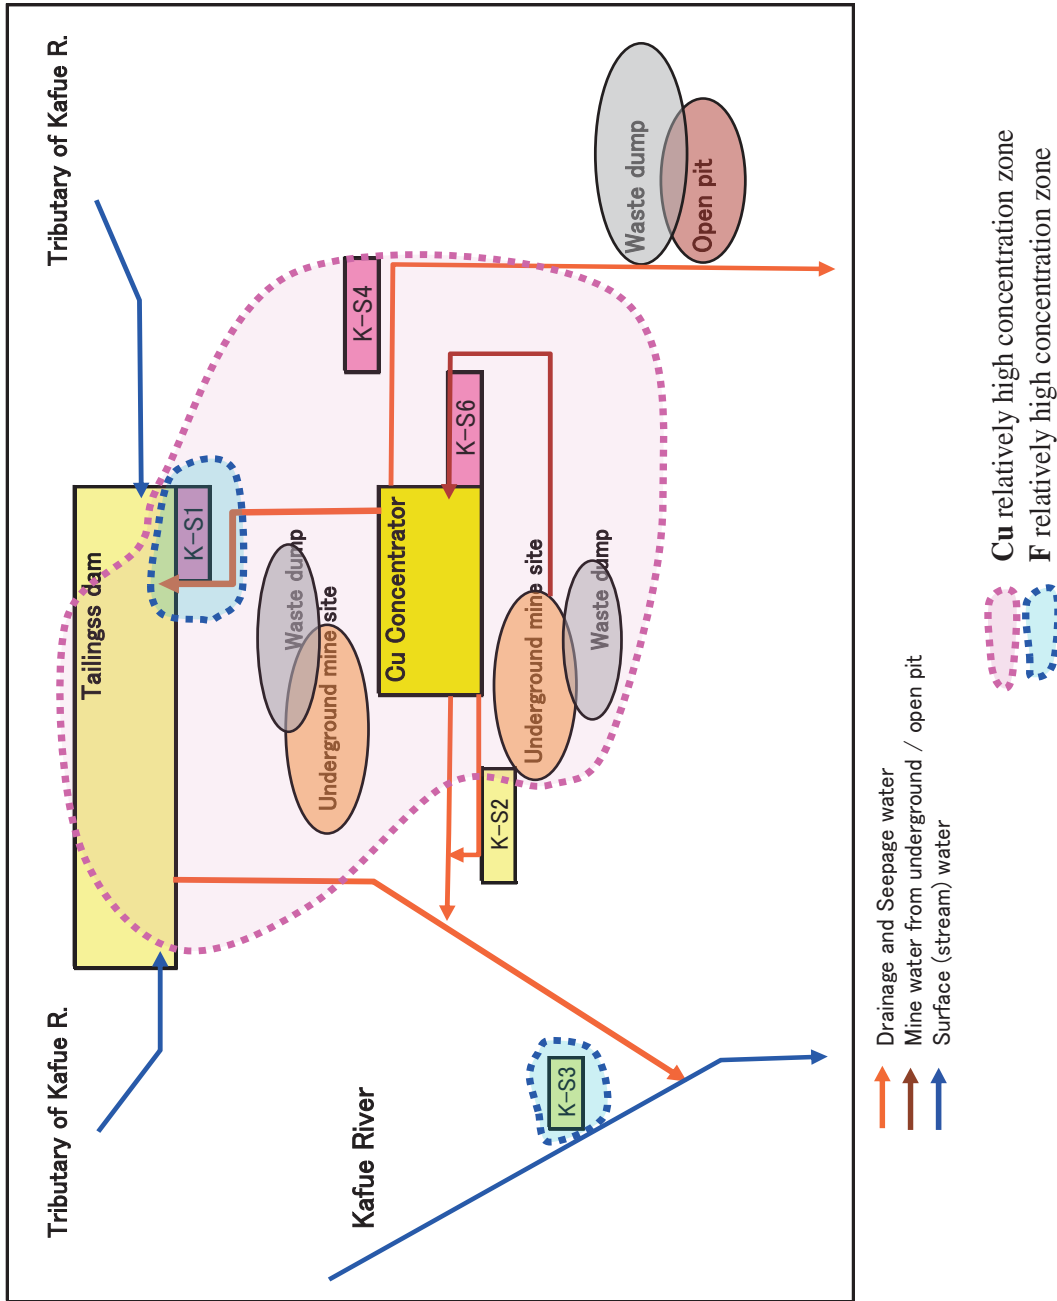 Tributary of Kafue R.
Tributary of Kafue R.
Tailingss dam
K-S1
Waste dump
Underground mine site
K-S4
Kafue River
Cu Concentrator
K-S6
K-S2
Underground mine site
Waste dump
K-S3
Waste dump
Open pit
Drainage and Seepage water
Mine water from underground / open pit
Surface (stream) water
Cu relatively high concentration zone
F relatively high concentration zone